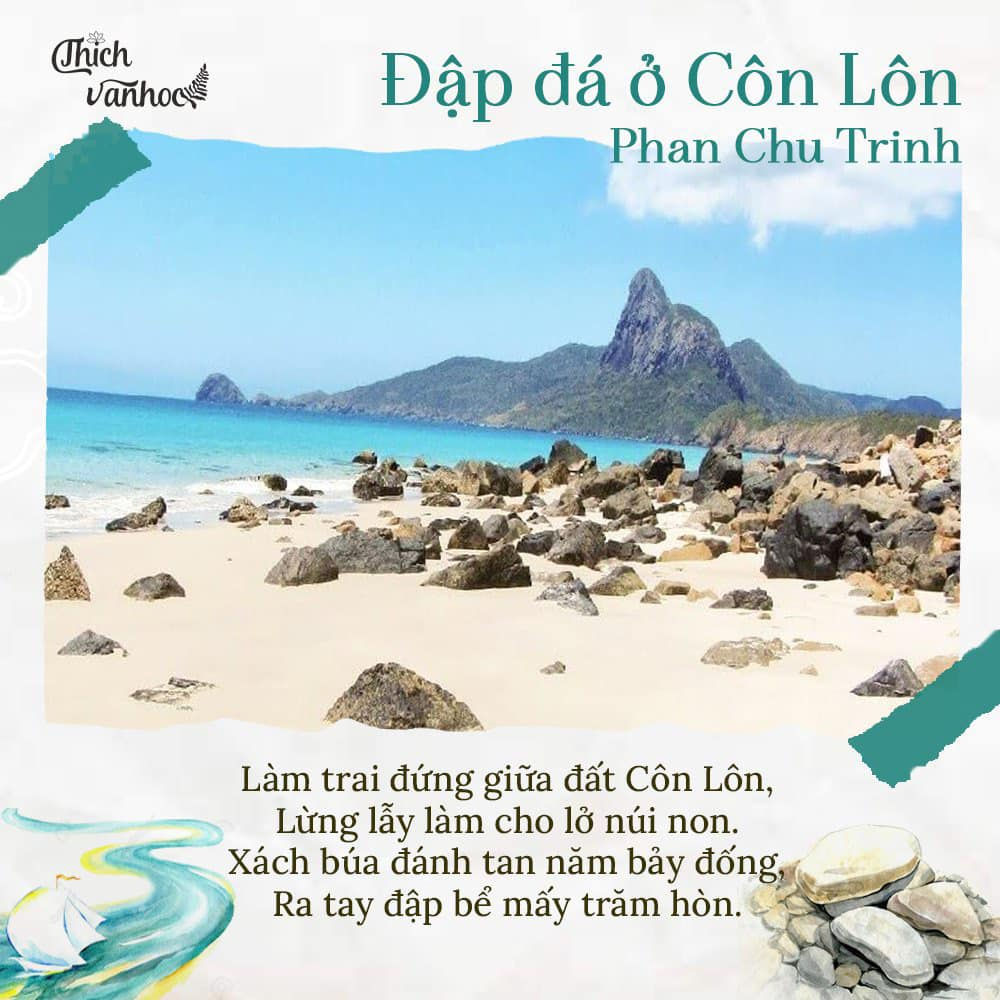 Thích
vanhoc
Đập đá ở Côn Lôn
Phan Chu Trinh
Làm trai đứng giữa đất Côn Lôn,
Lừng lẫy làm cho lở núi non.
Xách búa đánh tan năm bảy đống,
Ra tay đập bể mấy trăm hòn.